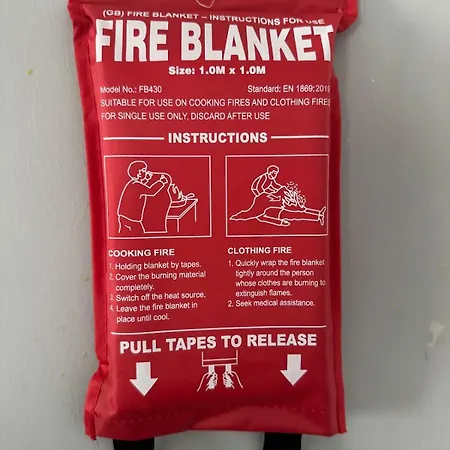 (GB) FIRE BLANKET – INSTRUCTIONS FOR USE
FIRE BLANKET
Size: 1.0M x 1.0M
Model No.: FB430 Standard: EN 1869:2019
SUITABLE FOR USE ON COOKING FIRES AND CLOTHING FIRES
FOR SINGLE USE ONLY, DISCARD AFTER USE
INSTRUCTIONS
COOKING FIRE
1. Holding blanket by tapes.
2. Cover the burning material
completely.
3. Switch off the heat source.
4. Leave the fire blanket in
place until cool.
CLOTHING FIRE
1. Quickly wrap the fire blanket
tightly around the person
whose clothes are burning to
extinguish flames.
2. Seek medical assistance.
PULL TAPES TO RELEASE